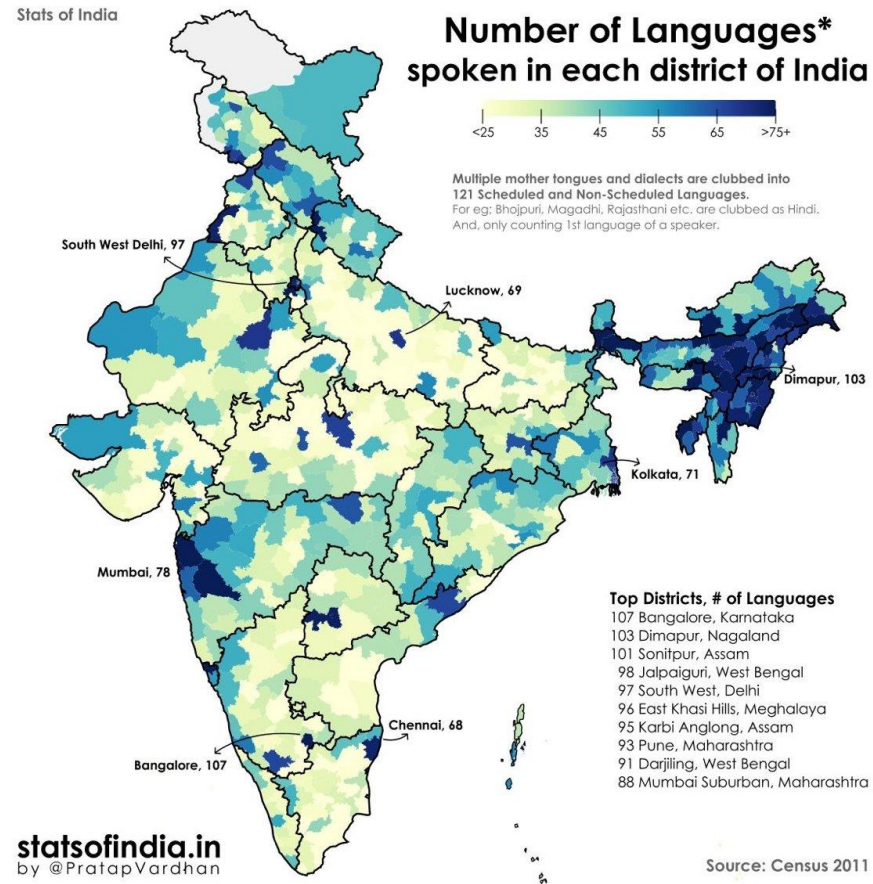 Stats of India
Number of Languages*
spoken in each district of India
<25 35 45 55 65 >75+
Multiple mother tongues and dialects are clubbed into
121 Scheduled and Non-Scheduled Languages.
For eg; Bhojpuri, Magadhi, Rajasthani etc. are clubbed as Hindi.
And, only counting 1st language of a speaker.
South West Delhi, 97
Lucknow, 69
Dimapur, 103
Kolkata, 71
Mumbai, 78
Top Districts, # of Languages
107 Bangalore, Karnataka
103 Dimapur, Nagaland
101 Sonitpur, Assam
98 Jalpaiguri, West Bengal
97 South West, Delhi
96 East Khasi Hills, Meghalaya
95 Karbi Anglong, Assam
93 Pune, Maharashtra
91 Darjiling, West Bengal
88 Mumbai Suburban, Maharashtra
Chennai, 68
Bangalore, 107
statsofindia.in
by @PratapVardhan
Source: Census 2011